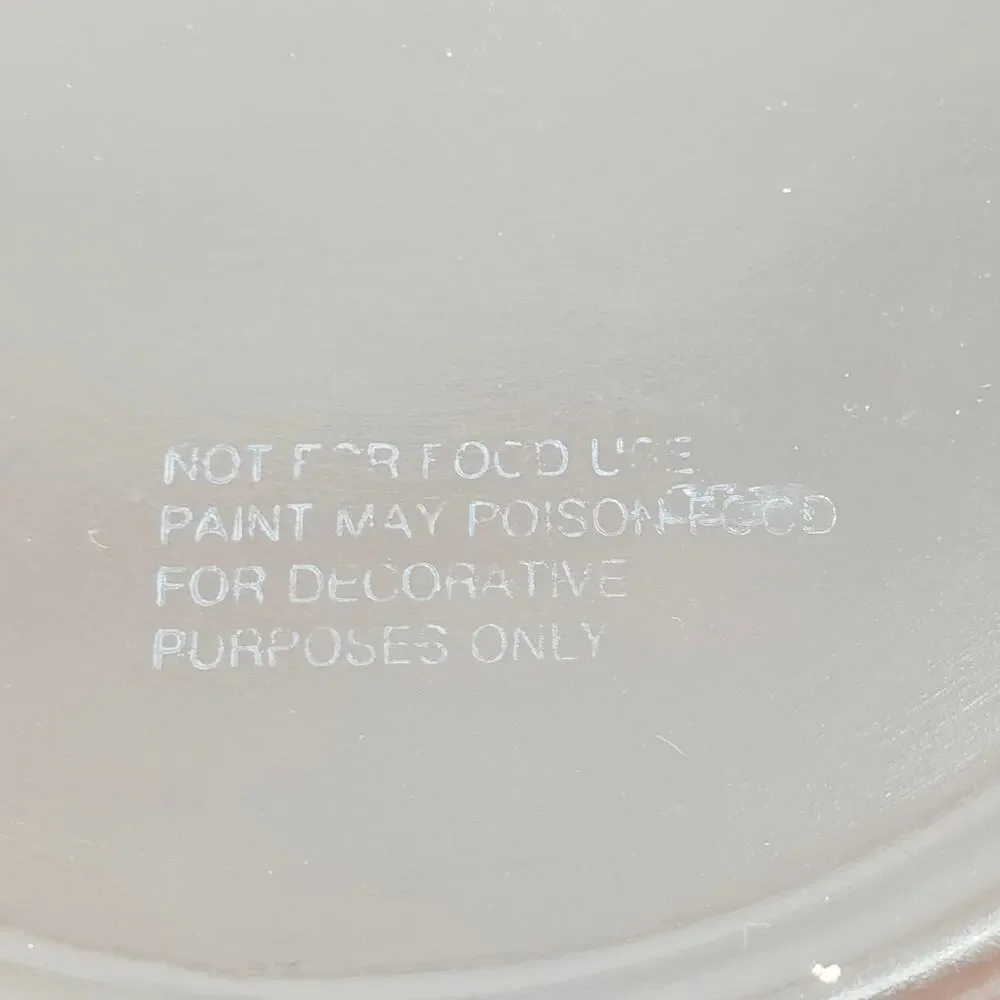 NOT FOR FOOD USE
PAINT MAY POISON FOOD
FOR DECORATIVE
PURPOSES ONLY